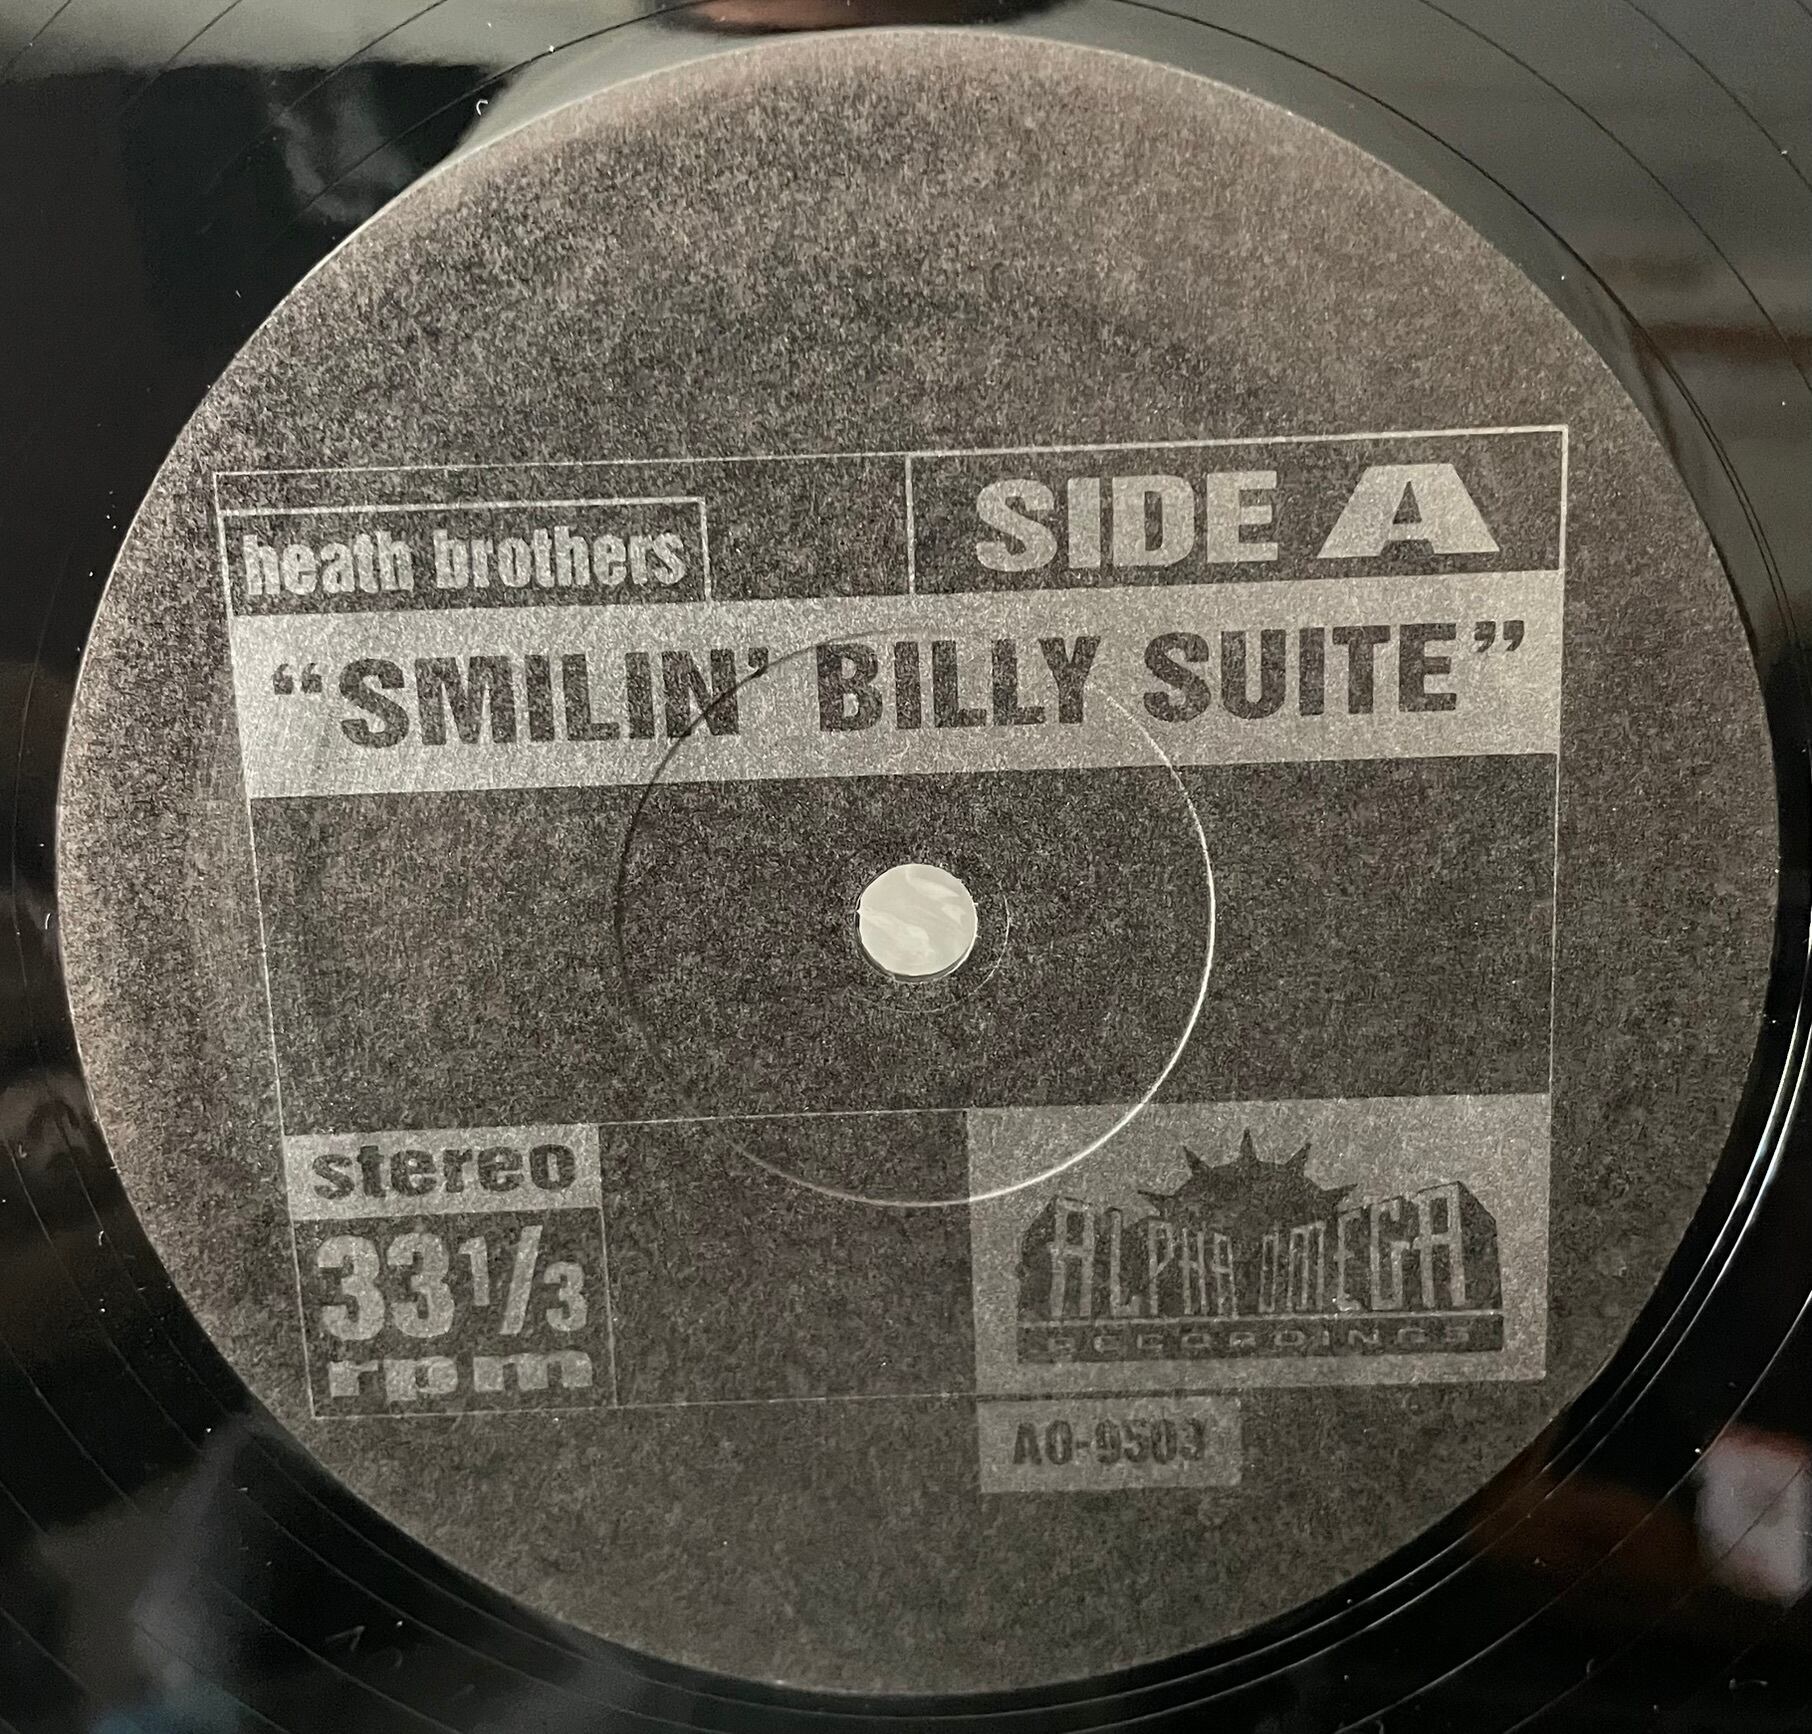 heath brothers
SIDE A
“SMILIN’ BILLY SUITE”
stereo
33 1/3
rpm
ALPHA OMEGA
RECORDINGS
AO-9503